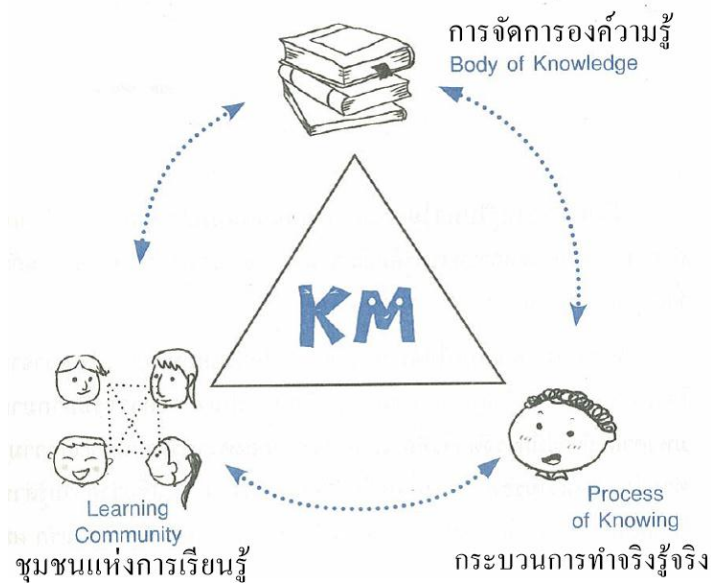 การจัดการองค์ความรู้
Body of Knowledge
KM
Learning
Community
ชุมชนแห่งการเรียนรู้
Process
of Knowing
กระบวนการทำจริงรู้จริง